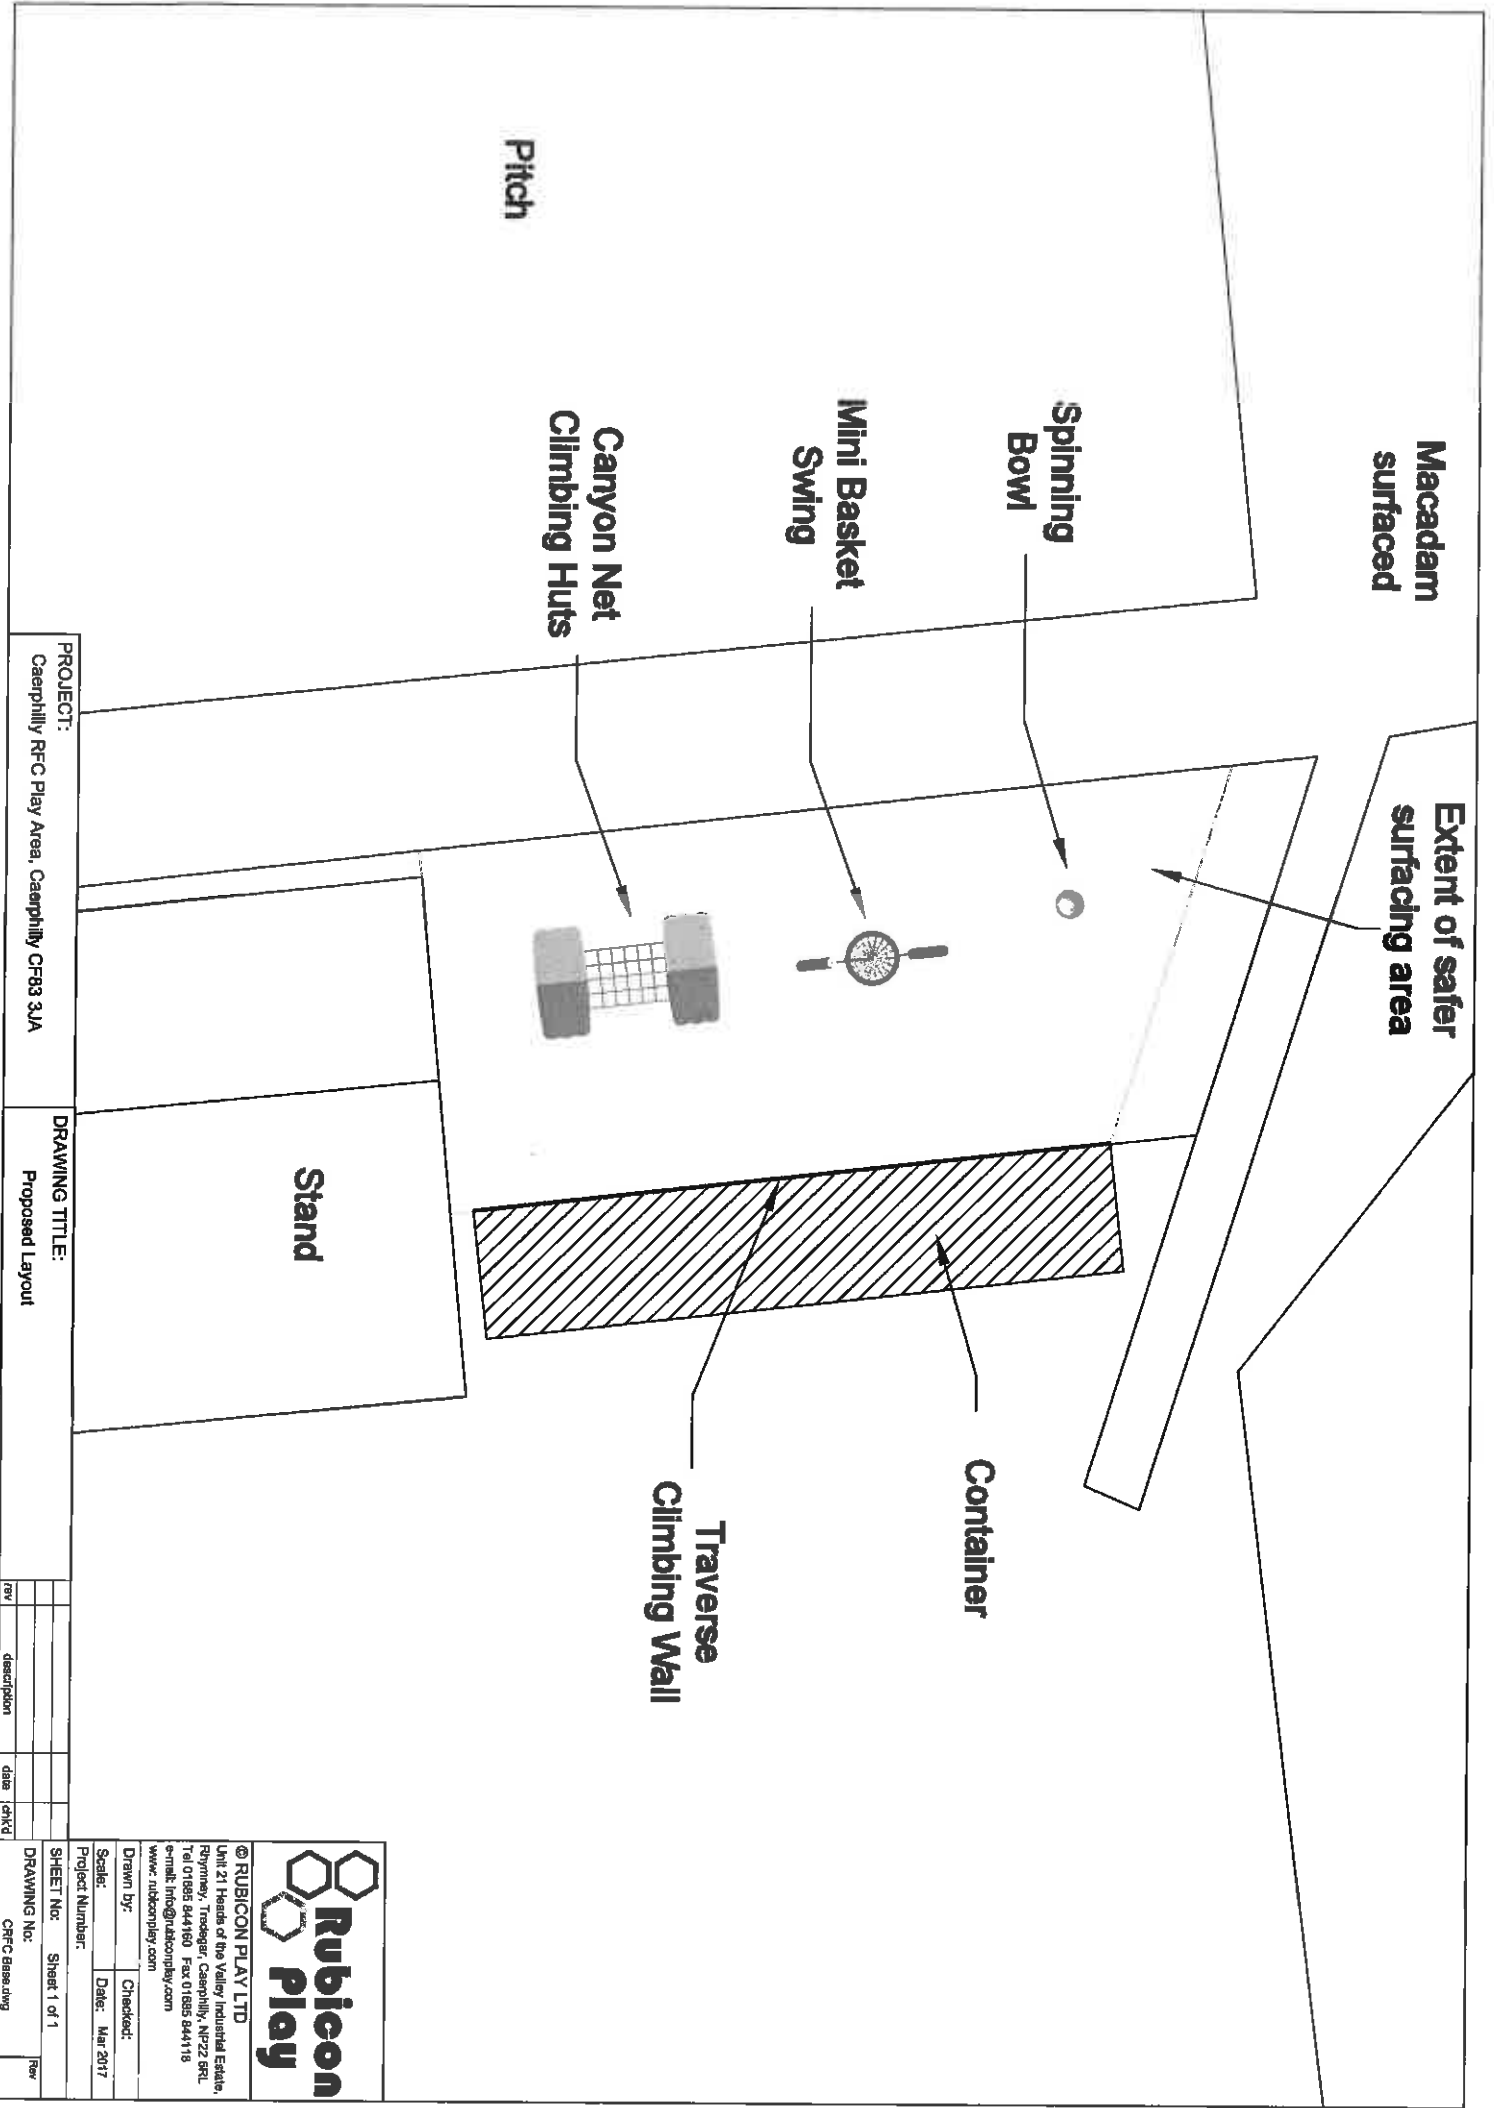 Macadam
surfaced
Extent of safer
surfacing area
Spinning
Bowl
Mini Basket
Swing
Canyon Net
Climbing Huts
Pitch
Container
Traverse
Climbing Wall
Stand
Rubicon
Play
© RUBICON PLAY LTD
Unit 21 Heads of the Valley Industrial Estate,
Rhymney, Tredegar, Caerphilly, NP22 5RL
Tel 01685 844160 Fax 01685 844118
e-mail: info@rubiconplay.com
www. rubiconplay.com
Drawn by:
Checked:
Scale:
Date: Mar 2017
Project Number:
SHEET No: Sheet 1 of 1
DRAWING No:
CRFC Base.dwg
Rev
PROJECT:
Caerphilly RFC Play Area, Caerphilly CF83 3JA
DRAWING TITLE:
Proposed Layout
rev description date chk'd